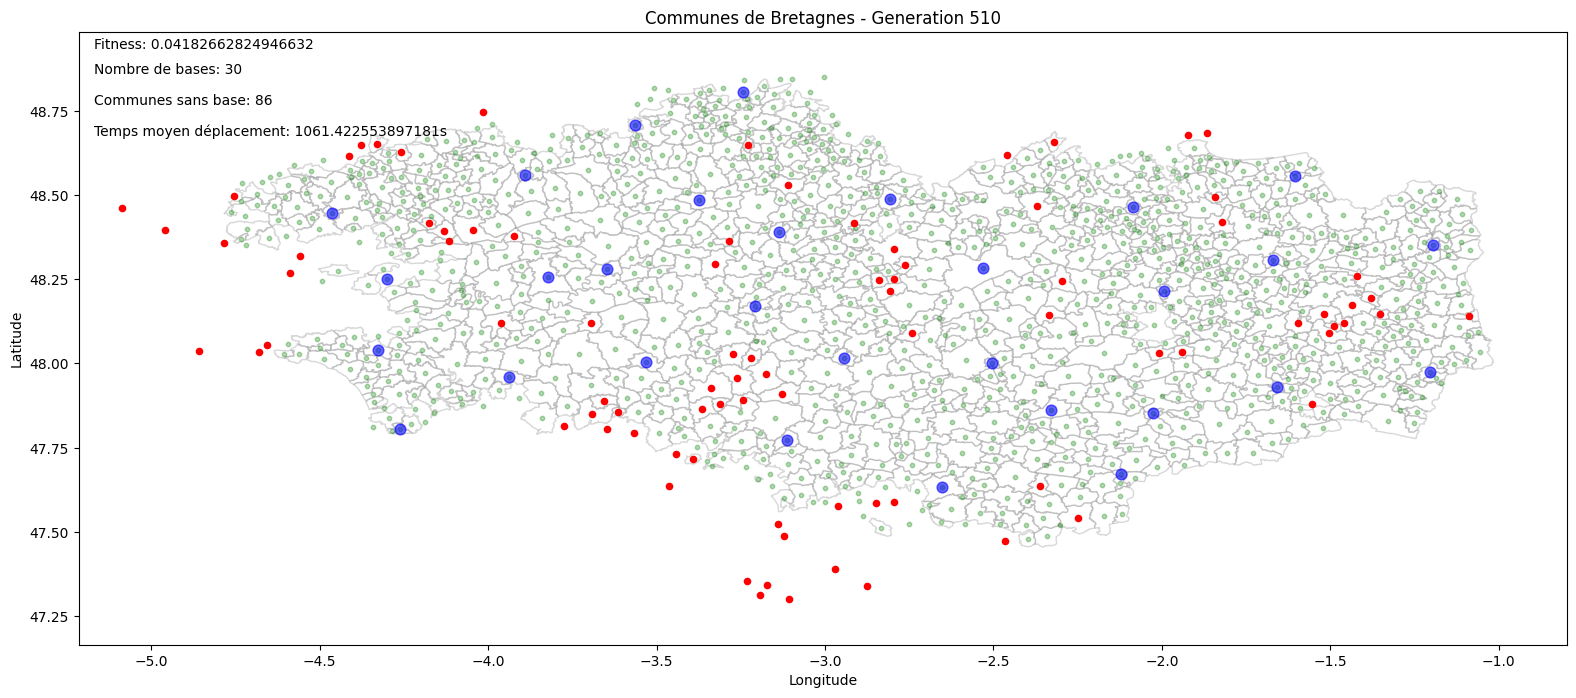 Communes de Bretagnes - Generation 510
Fitness: 0.04182662824946632
Nombre de bases: 30
Communes sans base: 86
Temps moyen déplacement: 1061.422553897181s
Latitude
48.75
48.50
48.25
48.00
47.75
47.50
47.25
−5.0 −4.5 −4.0 −3.5 −3.0 −2.5 −2.0 −1.5 −1.0
Longitude